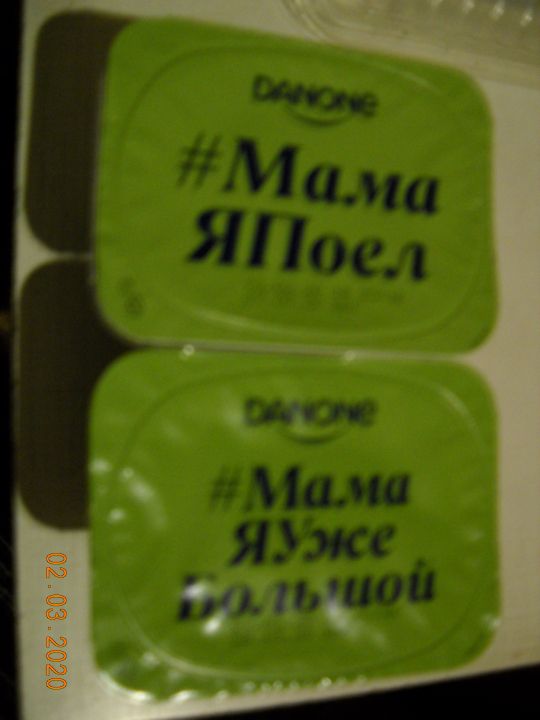 DANONE
#Мама
ЯПоел
DANONE
#Мама
ЯУже
Большой
02.03.2020